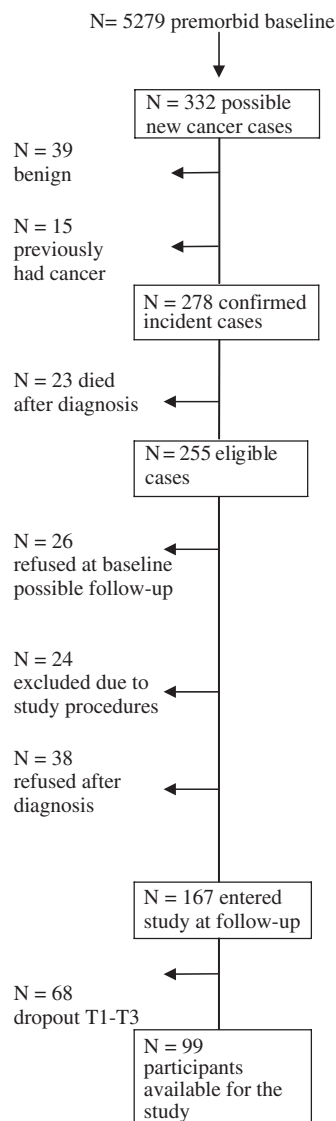 N= 5279 premorbid baseline
N = 332 possible
new cancer cases
N = 39
benign
N = 15
previously
had cancer
N = 278 confirmed
incident cases
N = 23 died
after diagnosis
N = 255 eligible
cases
N = 26
refused at baseline
possible follow-up
N = 24
excluded due to
study procedures
N = 38
refused after
diagnosis
N = 167 entered
study at follow-up
N = 68
dropout T1-T3
N = 99
participants
available for the
study